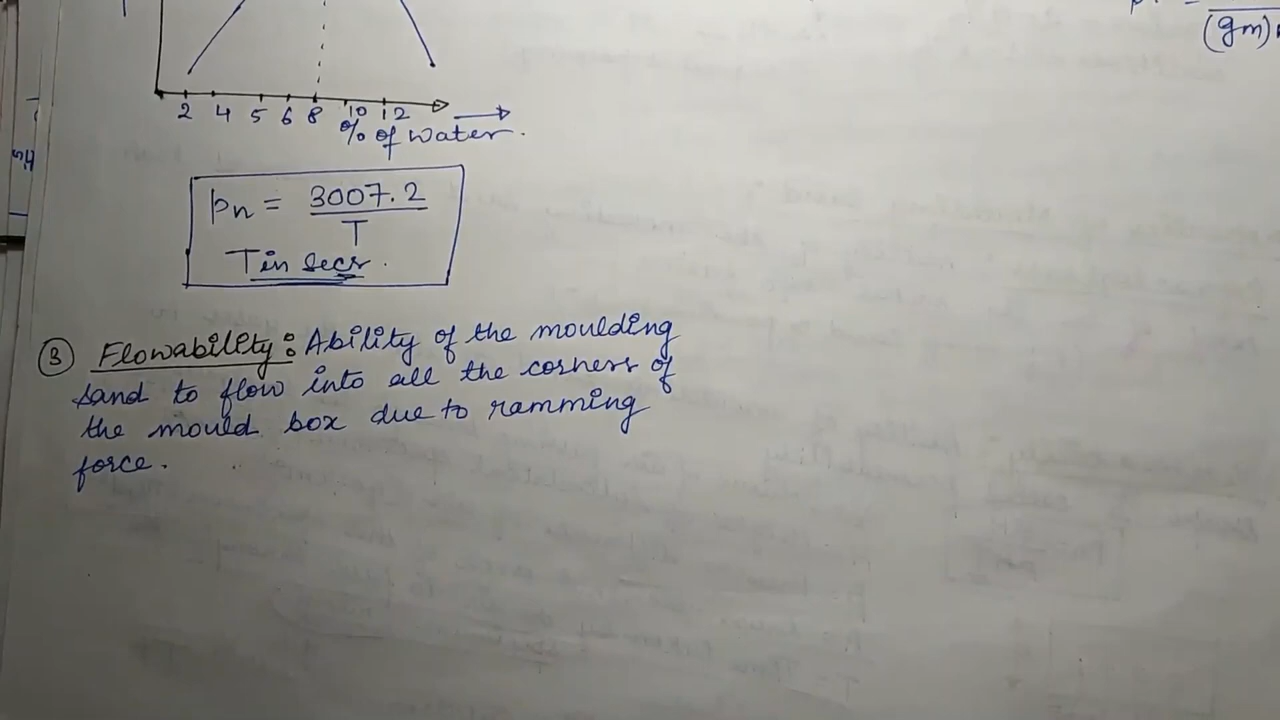 (gm)
2 4 5 6 8 10 12
% of water.
Pn = 3007.2
T
T in secs.
3 Flowability: Ability of the moulding
sand to flow into all the corners of
the mould box due to ramming
force.